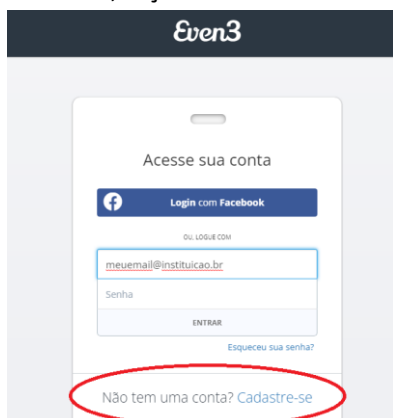 Even3
Acesse sua conta
Login com Facebook
OU, LOGUE COM
meuemail@instituicao.br
Senha
ENTRAR
Esqueceu sua senha?
Não tem uma conta? Cadastre-se